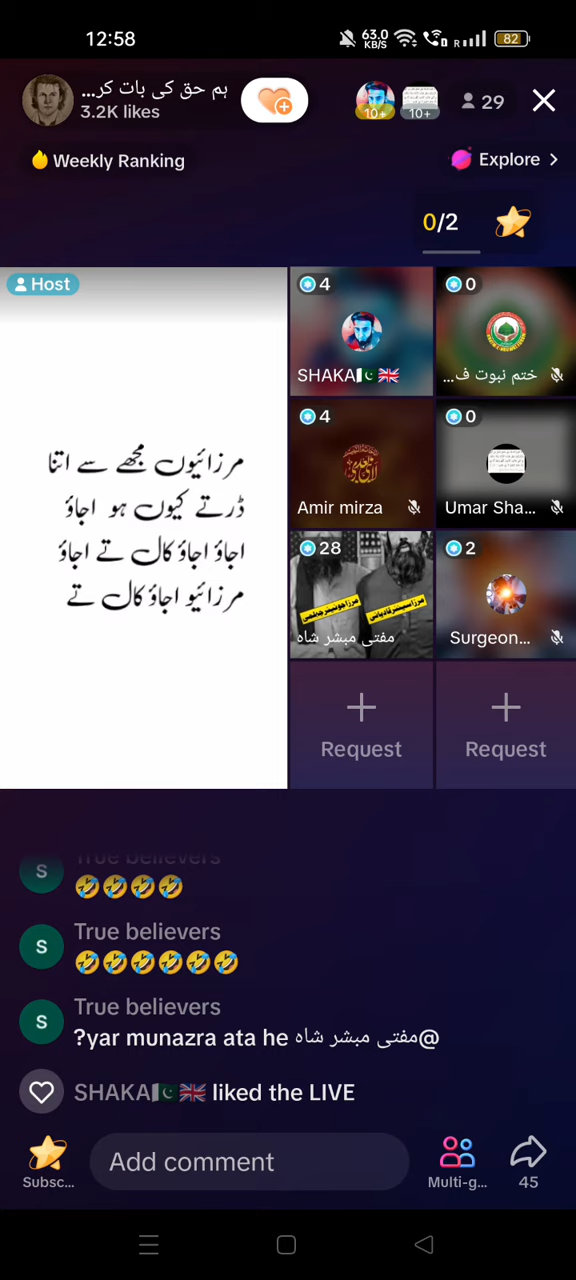 12:58
63.0 KB/S
R
82
ہم حق کی بات کر...
3.2K likes
10+
10+
29
Weekly Ranking
Explore >
0/2
Host
مرزائیوں مجھے سے اتنا
ڈرتے کیوں ہو اجاؤ
اجاؤ اجاؤ کال تے اجاؤ
مرزائیو اجاؤ کال تے
4
SHAKA🇵🇰🇬🇧
0
ختم نبوت ف...
4
Amir mirza
0
Umar Sha...
28
مفتی مبشر شاہ
2
Surgeon...
Request
Request
True believers
S
🤣🤣🤣🤣
True believers
S
🤣🤣🤣🤣🤣🤣
True believers
S
@مفتی مبشر شاہ yar munazra ata he?
SHAKA🇵🇰🇬🇧 liked the LIVE
Subsc...
Add comment
Multi-g...
45